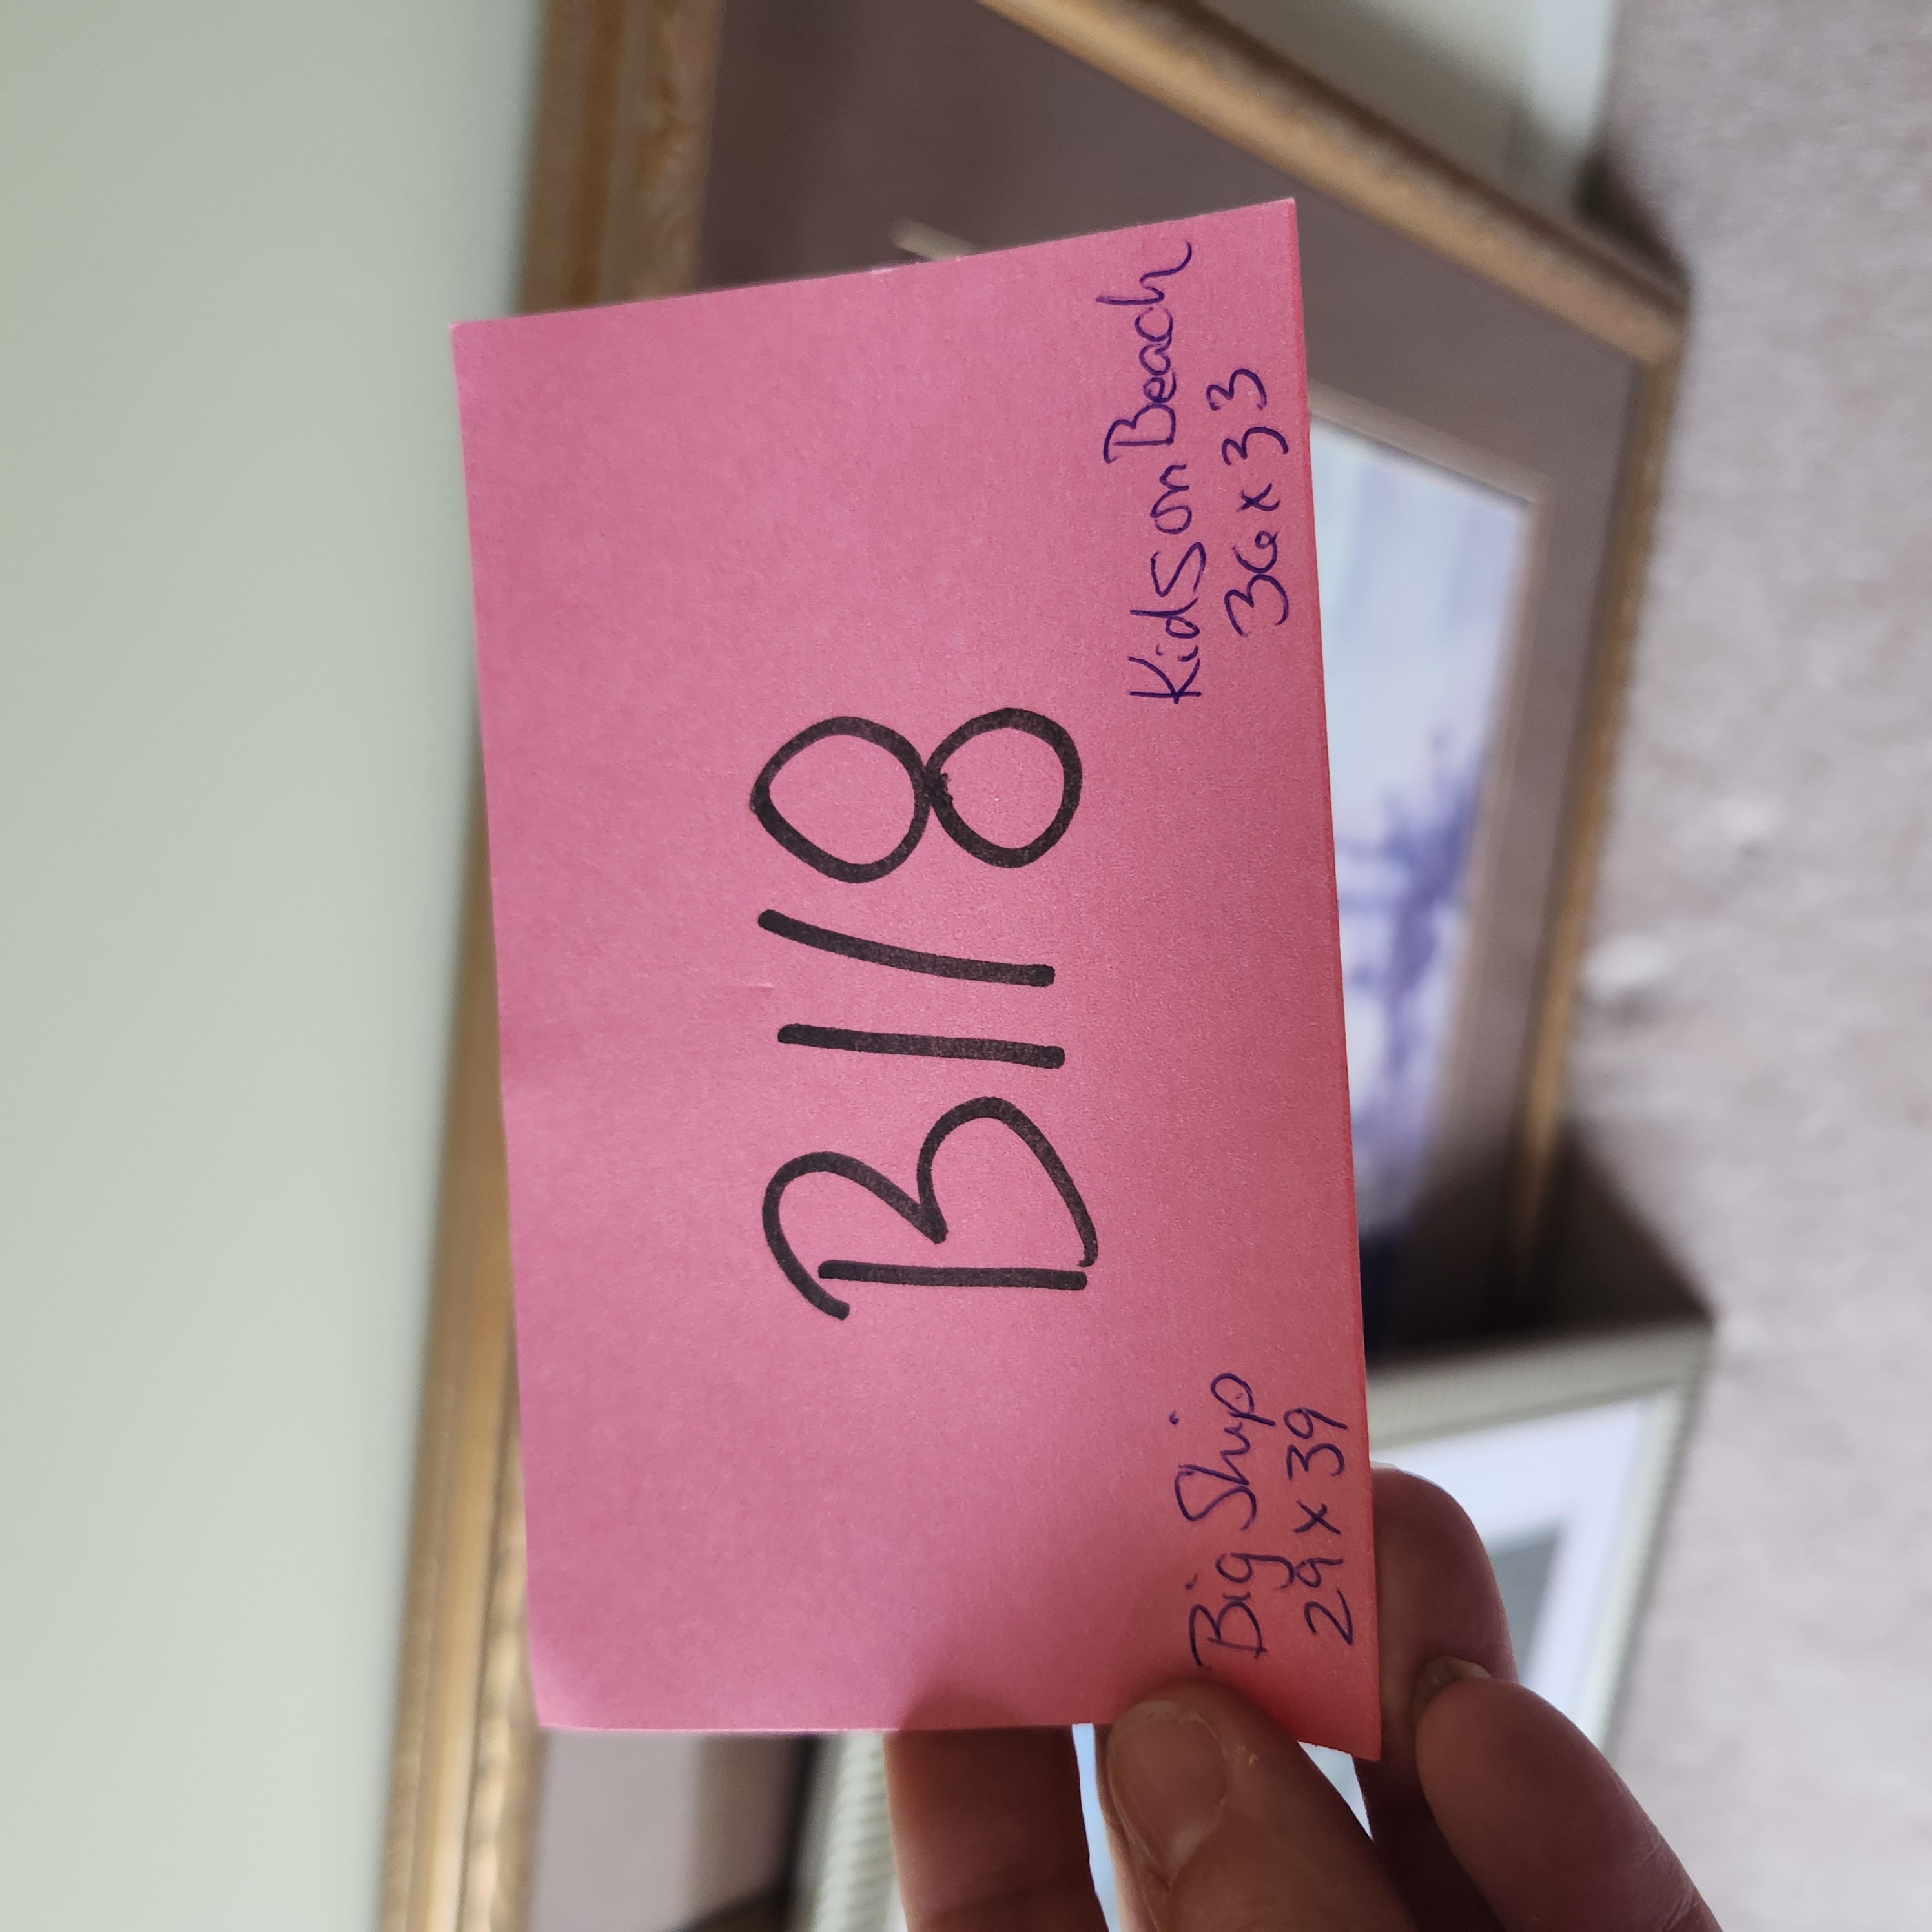 B118
Big Ship
29 x 39
Kids on Beach
36 x 33